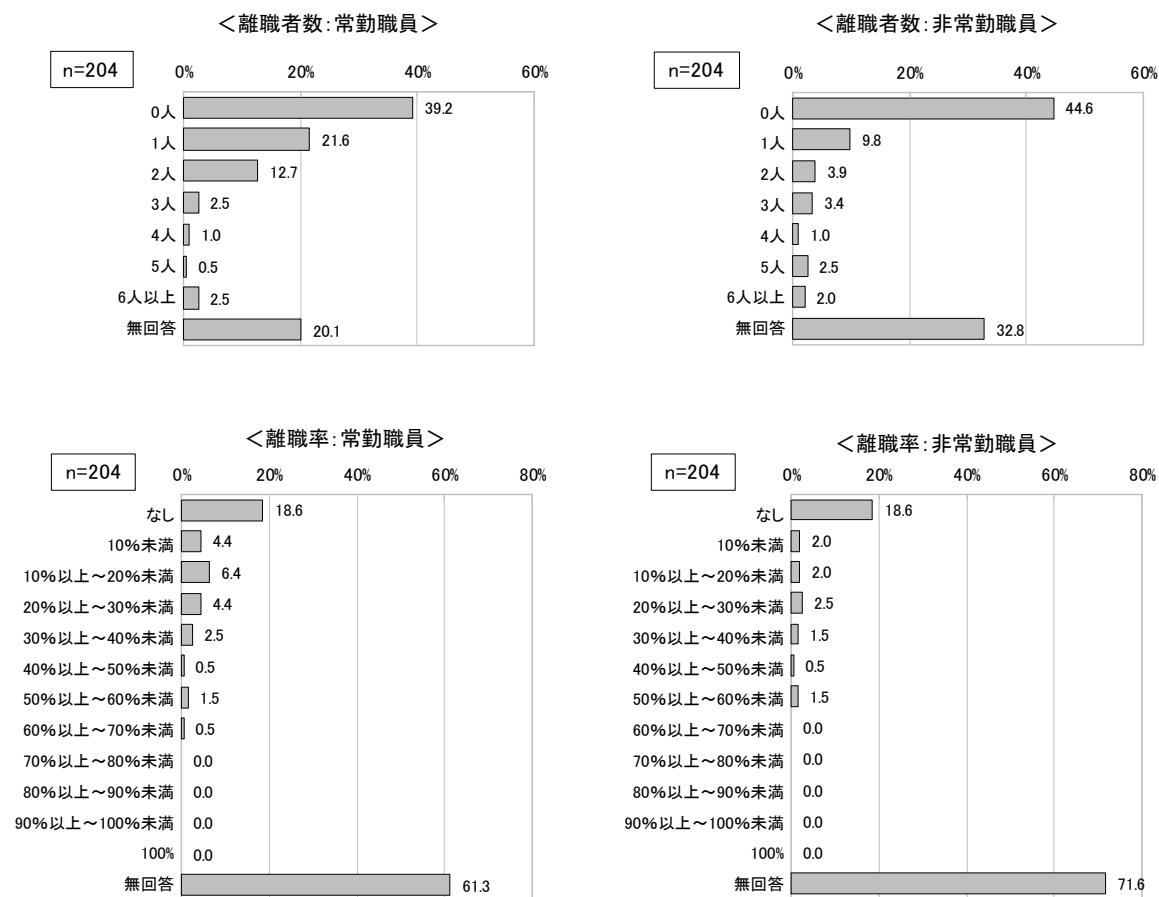 ＜離職者数：常勤職員＞
n=204
0% 20% 40% 60%
0人 39.2
1人 21.6
2人 12.7
3人 2.5
4人 1.0
5人 0.5
6人以上 2.5
無回答 20.1
＜離職者数：非常勤職員＞
n=204
0% 20% 40% 60%
0人 44.6
1人 9.8
2人 3.9
3人 3.4
4人 1.0
5人 2.5
6人以上 2.0
無回答 32.8
＜離職率：常勤職員＞
n=204
0% 20% 40% 60% 80%
なし 18.6
10%未満 4.4
10%以上～20%未満 6.4
20%以上～30%未満 4.4
30%以上～40%未満 2.5
40%以上～50%未満 0.5
50%以上～60%未満 1.5
60%以上～70%未満 0.5
70%以上～80%未満 0.0
80%以上～90%未満 0.0
90%以上～100%未満 0.0
100% 0.0
無回答 61.3
＜離職率：非常勤職員＞
n=204
0% 20% 40% 60% 80%
なし 18.6
10%未満 2.0
10%以上～20%未満 2.0
20%以上～30%未満 2.5
30%以上～40%未満 1.5
40%以上～50%未満 0.5
50%以上～60%未満 1.5
60%以上～70%未満 0.0
70%以上～80%未満 0.0
80%以上～90%未満 0.0
90%以上～100%未満 0.0
100% 0.0
無回答 71.6